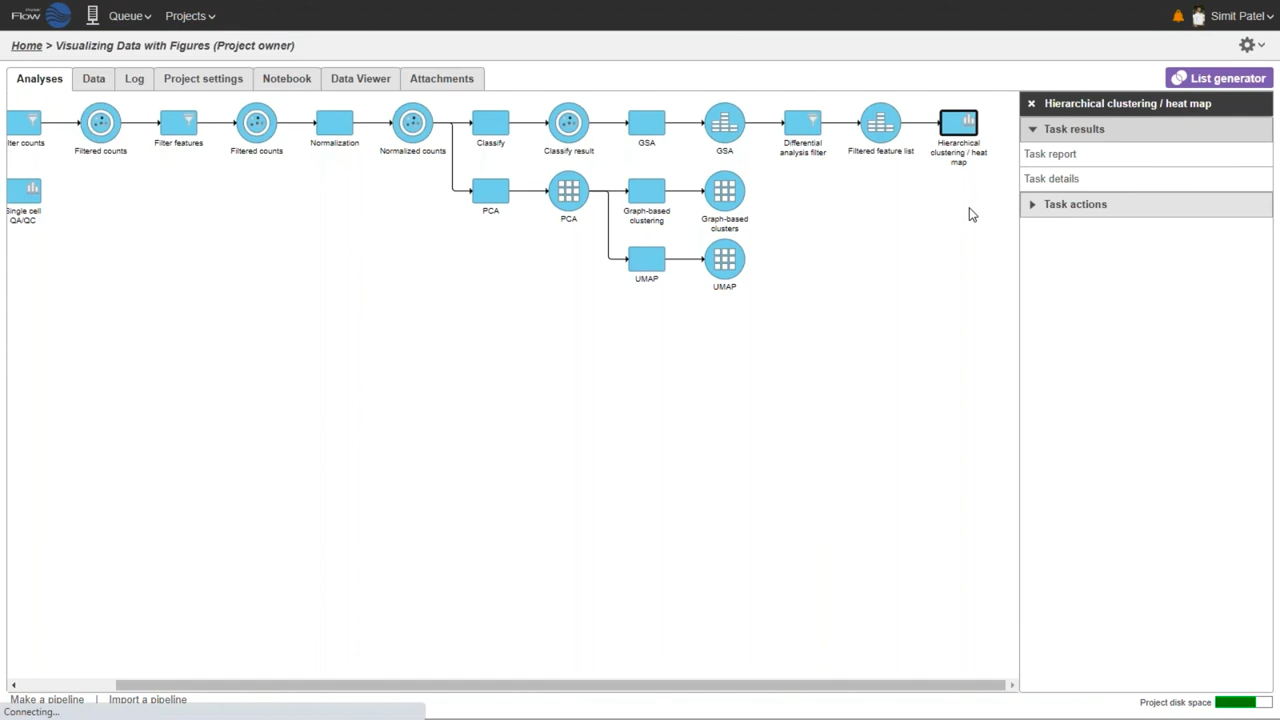 Flow
Queue
Projects
Simit Patel
Home > Visualizing Data with Figures (Project owner)
Analyses
Data
Log
Project settings
Notebook
Data Viewer
Attachments
List generator
lter counts
Filtered counts
Filter features
Filtered counts
Normalization
Normalized counts
Classify
Classify result
GSA
GSA
Differential
analysis filter
Filtered feature list
Hierarchical
clustering / heat
map
Single cell
QA/QC
PCA
PCA
Graph-based
clustering
Graph-based
clusters
UMAP
UMAP
Hierarchical clustering / heat map
Task results
Task report
Task details
Task actions
Make a pipeline | Import a pipeline
Project disk space
Connecting...